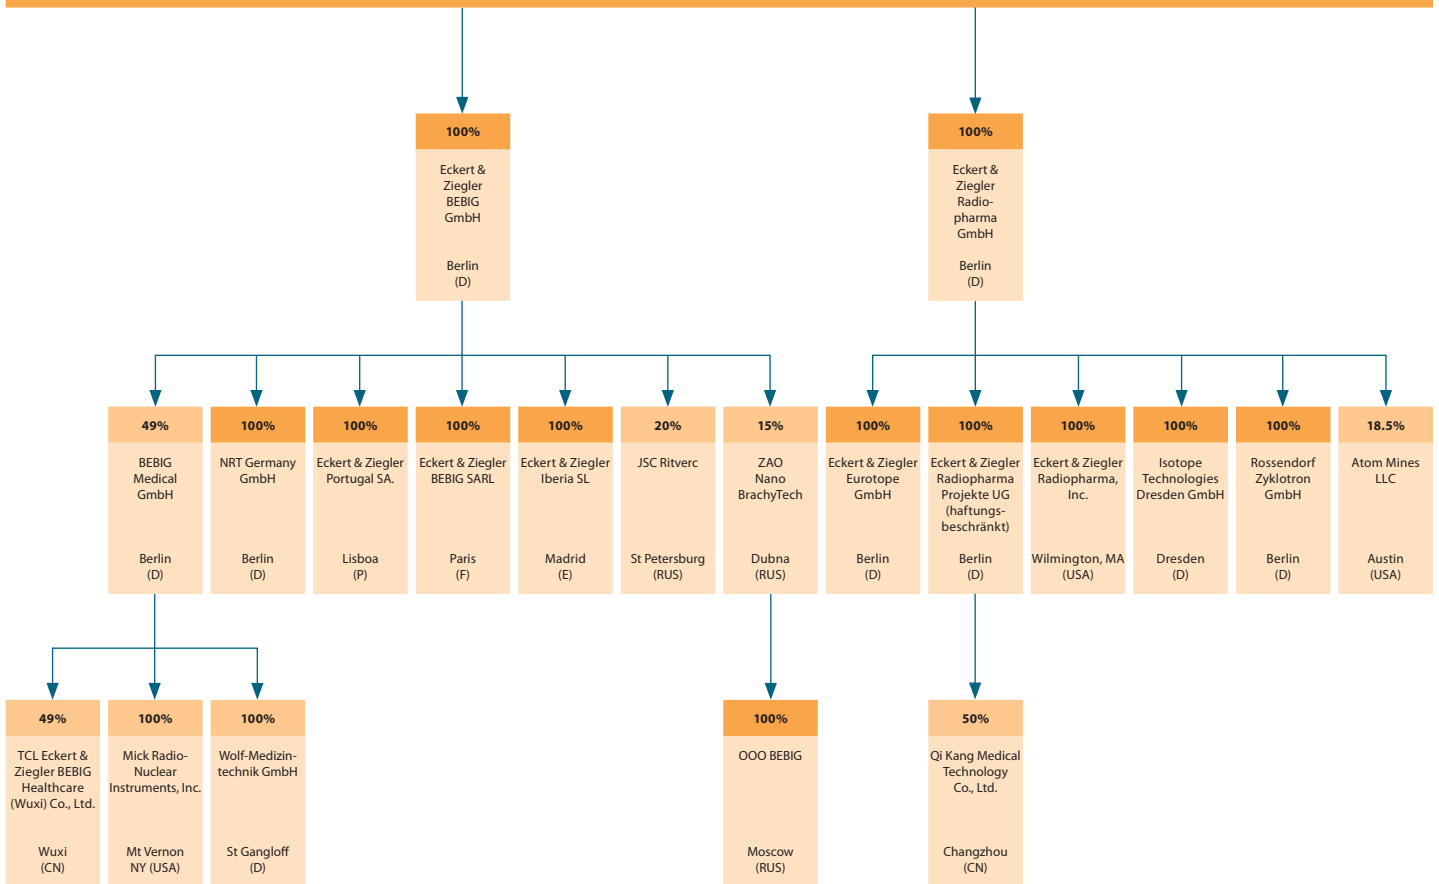 100%
Eckert &
Ziegler
BEBIG
GmbH
Berlin
(D)
100%
Eckert &
Ziegler
Radio-
pharma
GmbH
Berlin
(D)
49%
BEBIG
Medical
GmbH
Berlin
(D)
100%
NRT Germany
GmbH
Berlin
(D)
100%
Eckert & Ziegler
Portugal SA.
Lisboa
(P)
100%
Eckert & Ziegler
BEBIG SARL
Paris
(F)
100%
Eckert & Ziegler
Iberia SL
Madrid
(E)
20%
JSC Ritverc
St Petersburg
(RUS)
15%
ZAO
Nano
BrachyTech
Dubna
(RUS)
100%
Eckert & Ziegler
Eurotope
GmbH
Berlin
(D)
100%
Eckert & Ziegler
Radiopharma
Projekte UG
(haftungs-
beschränkt)
Berlin
(D)
100%
Eckert & Ziegler
Radiopharma,
Inc.
Wilmington, MA
(USA)
100%
Isotope
Technologies
Dresden GmbH
Dresden
(D)
100%
Rossendorf
Zyklotron
GmbH
Berlin
(D)
18.5%
Atom Mines
LLC
Austin
(USA)
49%
TCL Eckert &
Ziegler BEBIG
Healthcare
(Wuxi) Co., Ltd.
Wuxi
(CN)
100%
Mick Radio-
Nuclear
Instruments, Inc.
Mt Vernon
NY (USA)
100%
Wolf-Medizin-
technik GmbH
St Gangloff
(D)
100%
OOO BEBIG
Moscow
(RUS)
50%
Qi Kang Medical
Technology
Co., Ltd.
Changzhou
(CN)